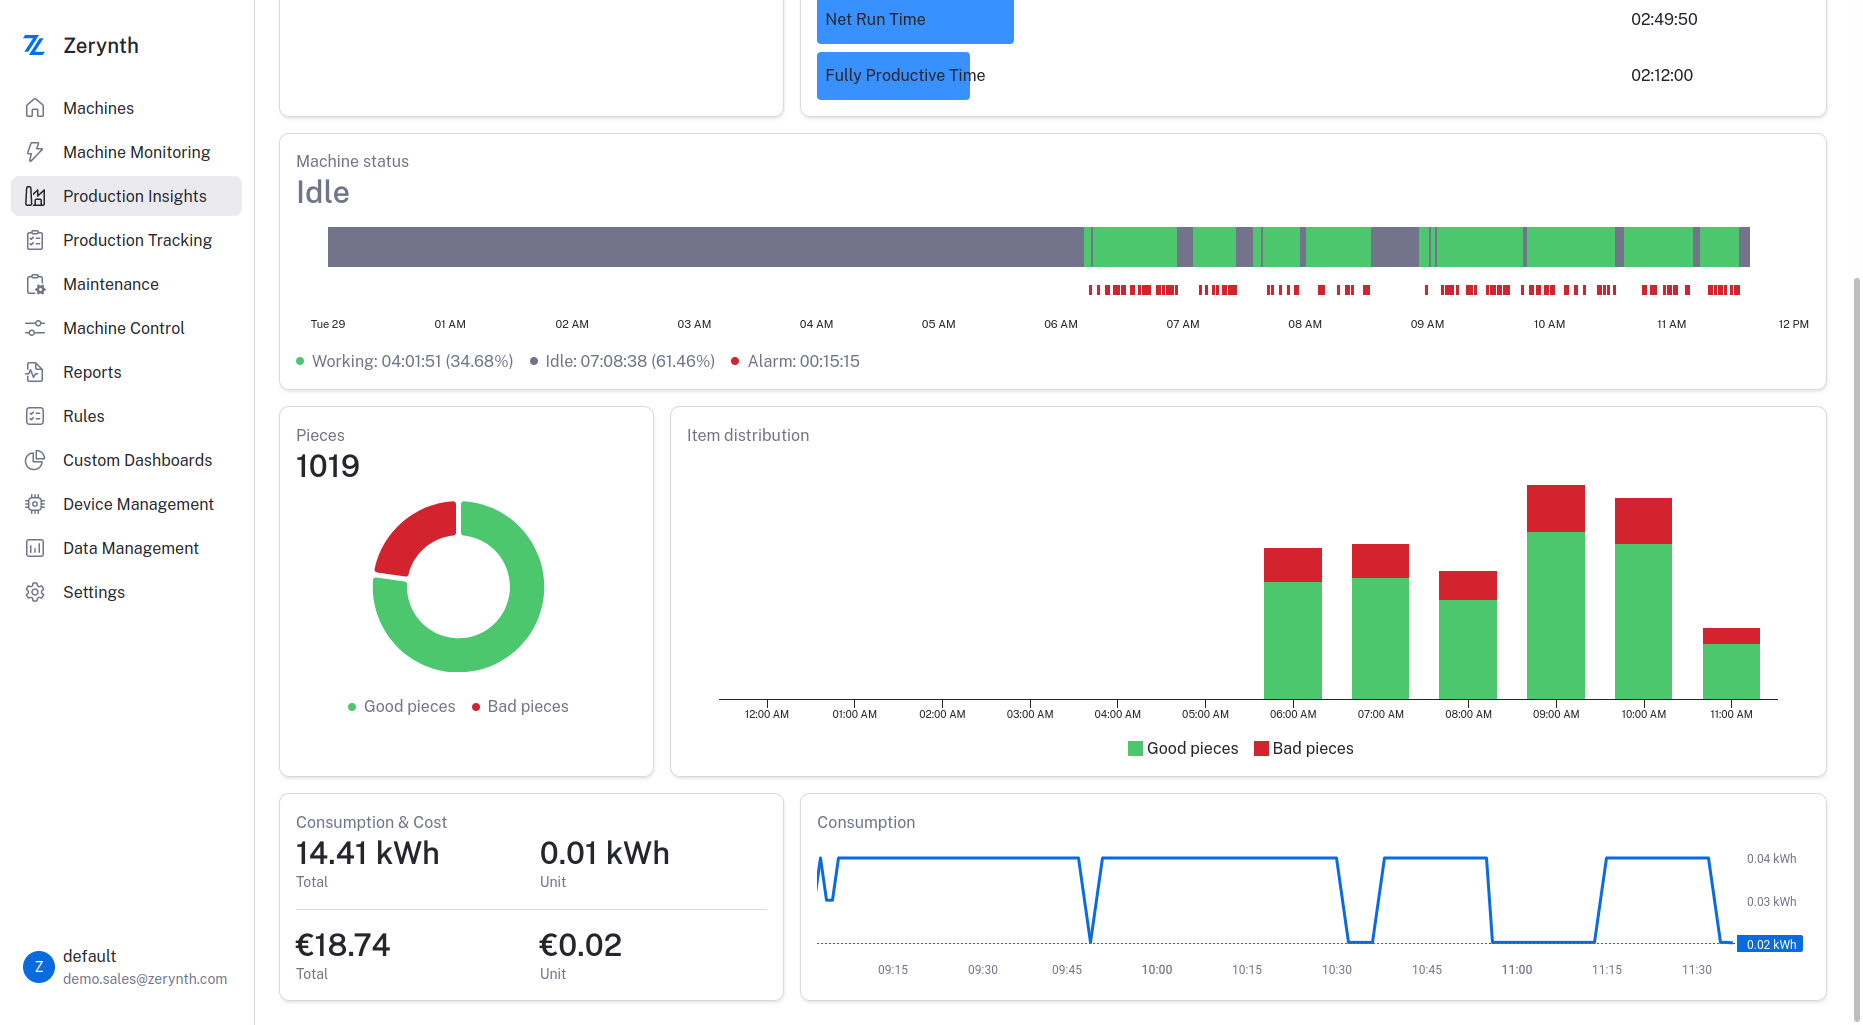 Zerynth
Machines
Machine Monitoring
Production Insights
Production Tracking
Maintenance
Machine Control
Reports
Rules
Custom Dashboards
Device Management
Data Management
Settings
Z
default
demo.sales@zerynth.com
Net Run Time 02:49:50
Fully Productive Time 02:12:00
Machine status
Idle
Tue 29 01 AM 02 AM 03 AM 04 AM 05 AM 06 AM 07 AM 08 AM 09 AM 10 AM 11 AM 12 PM
Working: 04:01:51 (34.68%) Idle: 07:08:38 (61.46%) Alarm: 00:15:15
Pieces
1019
Good pieces Bad pieces
Item distribution
12:00 AM 01:00 AM 02:00 AM 03:00 AM 04:00 AM 05:00 AM 06:00 AM 07:00 AM 08:00 AM 09:00 AM 10:00 AM 11:00 AM
Good pieces Bad pieces
Consumption & Cost
14.41 kWh 0.01 kWh
Total Unit
€18.74 €0.02
Total Unit
Consumption
0.04 kWh
0.03 kWh
0.02 kWh
09:15 09:30 09:45 10:00 10:15 10:30 10:45 11:00 11:15 11:30